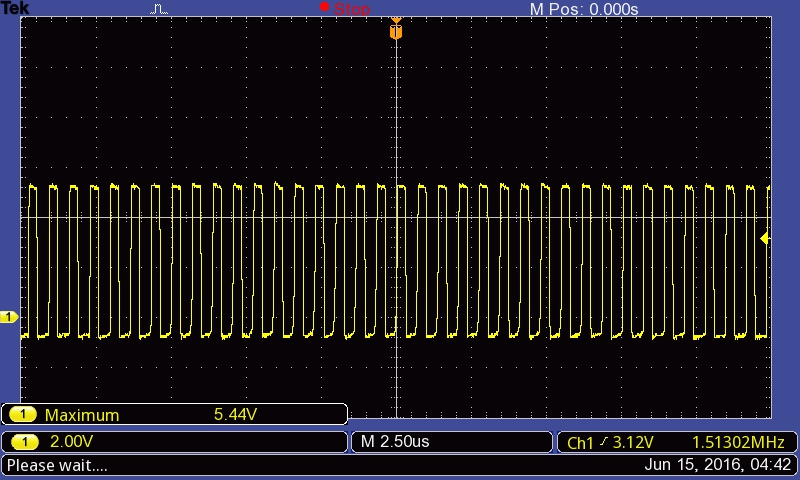 Tek Stop M Pos: 0.000s
T
1
1 Maximum 5.44V
1 2.00V M 2.50us Ch1 3.12V 1.51302MHz
Please wait.... Jun 15, 2016, 04:42